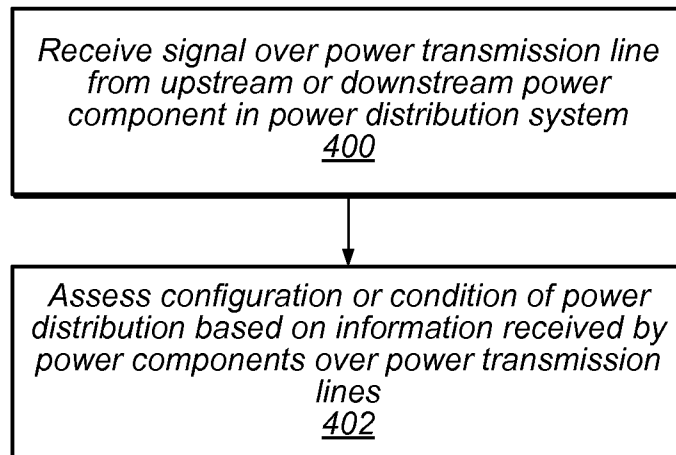 Receive signal over power transmission line
from upstream or downstream power
component in power distribution system
400
Assess configuration or condition of power
distribution based on information received by
power components over power transmission
lines
402